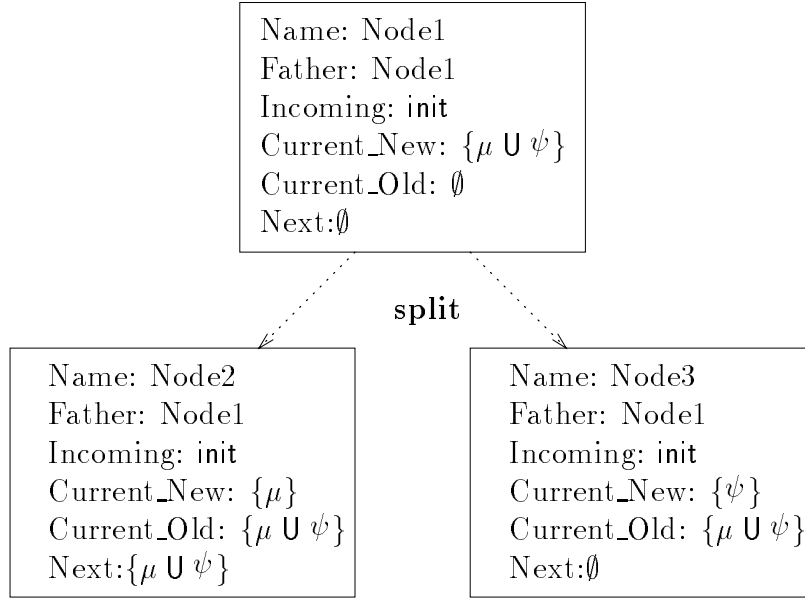 Name: Node1
Father: Node1
Incoming: init
Current_New: {μ U ψ}
Current_Old: ∅
Next:∅
split
Name: Node2
Father: Node1
Incoming: init
Current_New: {μ}
Current_Old: {μ U ψ}
Next:{μ U ψ}
Name: Node3
Father: Node1
Incoming: init
Current_New: {ψ}
Current_Old: {μ U ψ}
Next:∅